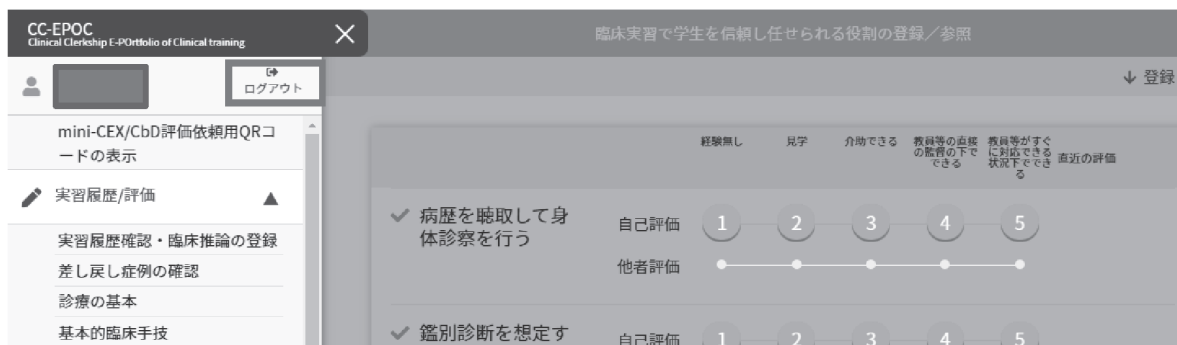 CC-EPOC
Clinical Clerkship E-POrtfolio of Clinical training
臨床実習で学生を信頼し任せられる役割の登録／参照
ログアウト
登録
mini-CEX/CbD評価依頼用QRコ
ードの表示
実習履歴/評価
実習履歴確認・臨床推論の登録
差し戻し症例の確認
診療の基本
基本的臨床手技
経験無し
見学
介助できる
教員等の直接
の監督の下で
できる
教員等がすぐ
に対応できる
状況下ででき
る
直近の評価
病歴を聴取して身
体診察を行う
自己評価 1 2 3 4 5
他者評価
鑑別診断を想定す
自己評価 1 2 3 4 5